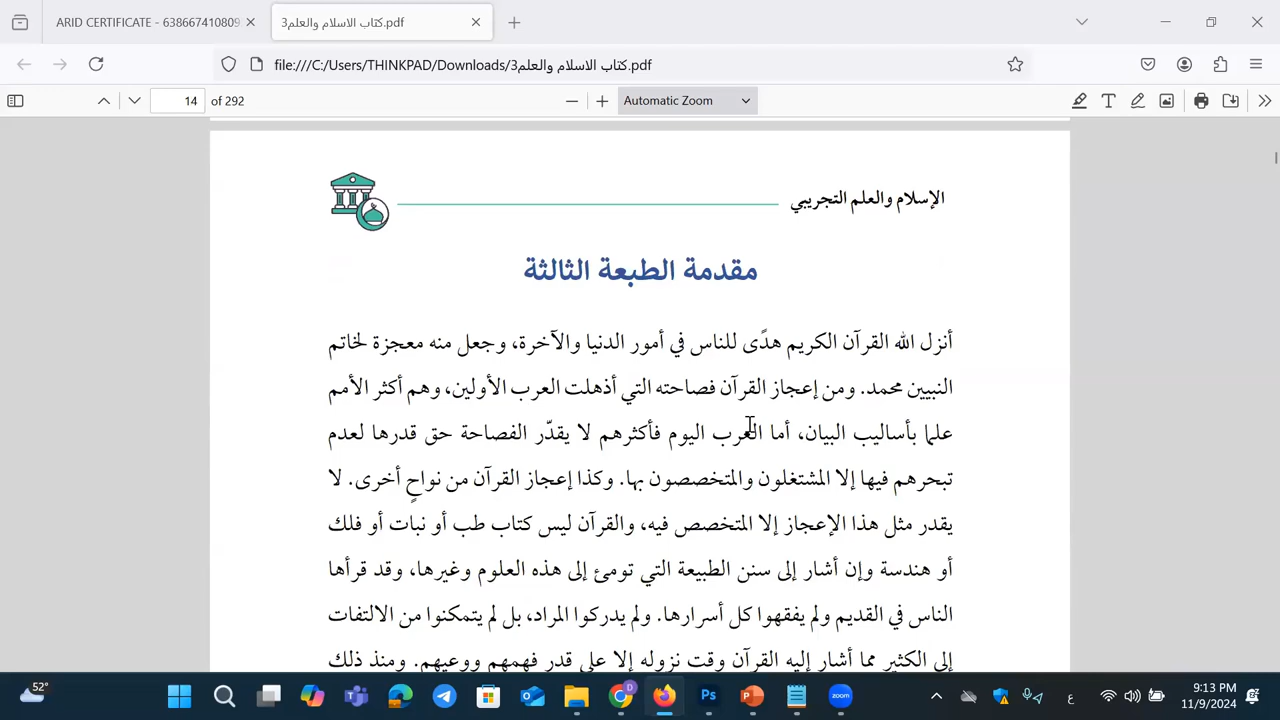 ARID CERTIFICATE - 638667410809
كتاب الاسلام والعلم3.pdf
file:///C:/Users/THINKPAD/Downloads/كتاب الاسلام والعلم3.pdf
14 of 292
Automatic Zoom
الإسلام والعلم التجريبي
مقدمة الطبعة الثالثة
أنزل الله القرآن الكريم هدًى للناس في أمور الدنيا والآخرة، وجعل منه معجزة لخاتم
النبيين محمد. ومن إعجاز القرآن فصاحته التي أذهلت العرب الأولين، وهم أكثر الأمم
علما بأساليب البيان، أما العرب اليوم فأكثرهم لا يقدّر الفصاحة حق قدرها لعدم
تبحرهم فيها إلا المشتغلون والمتخصصون بها. وكذا إعجاز القرآن من نواحٍ أخرى. لا
يقدر مثل هذا الإعجاز إلا المتخصص فيه، والقرآن ليس كتاب طب أو نبات أو فلك
أو هندسة وإن أشار إلى سنن الطبيعة التي تومئ إلى هذه العلوم وغيرها، وقد قرأها
الناس في القديم ولم يفقهوا كل أسرارها. ولم يدركوا المراد، بل لم يتمكنوا من الالتفات
إلى الكثير مما أشار إليه القرآن وقت نزوله إلا على قدر فهمهم ووعيهم. ومنذ ذلك
52°
ع
9:13 PM
11/9/2024